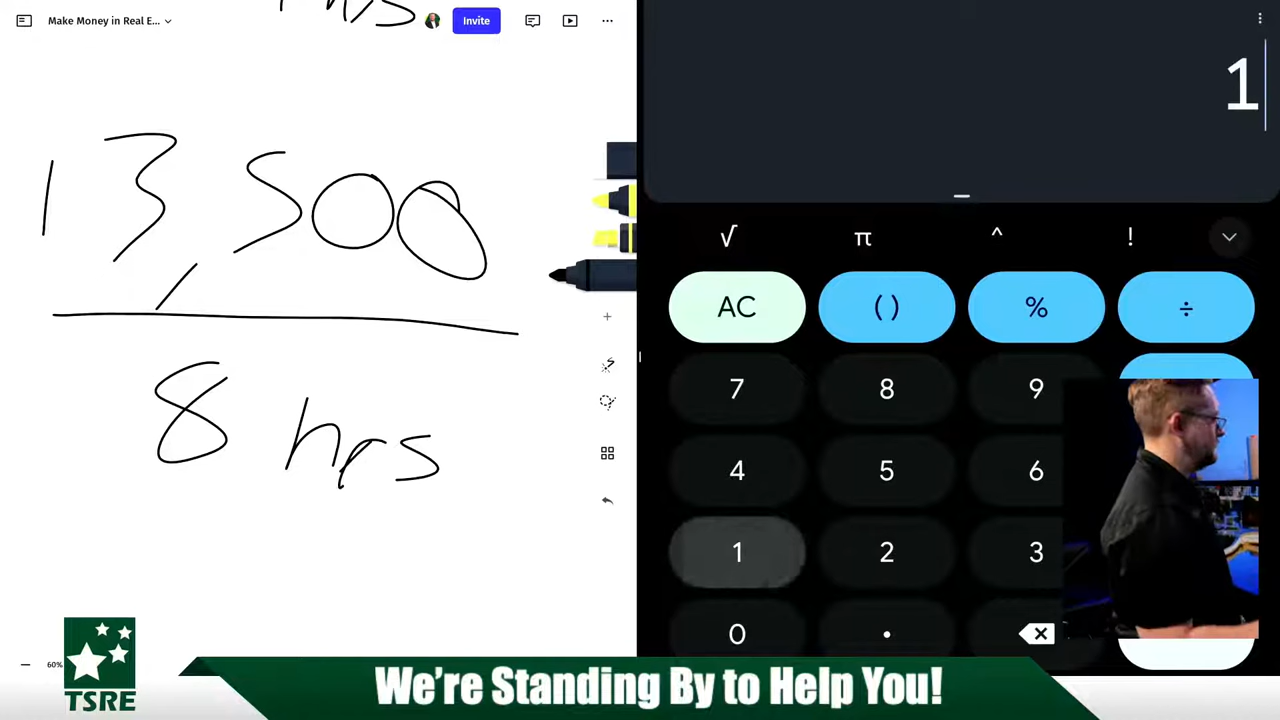 Make Money in Real E...
Invite
13,500
8 hrs
60%
1
√ π ^ !
AC ( ) % ÷
7 8 9
4 5 6
1 2 3
0 .
TSRE
We're Standing By to Help You!